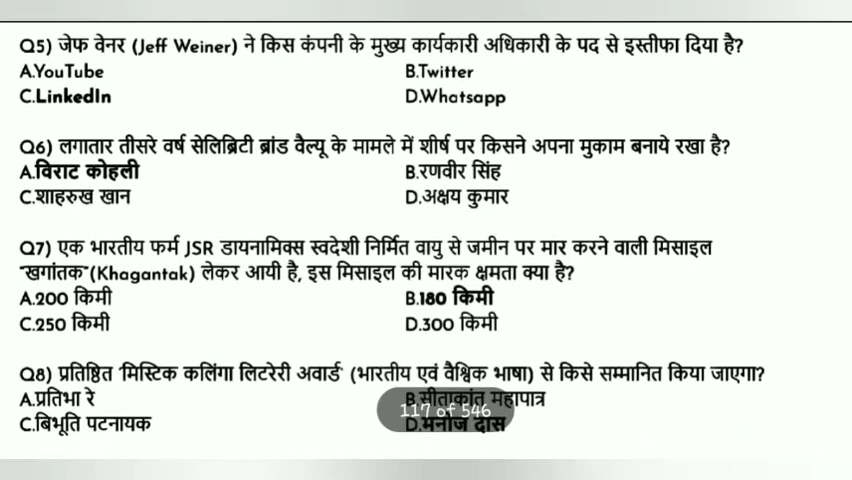 Q5) जेफ वेनर (Jeff Weiner) ने किस कंपनी के मुख्य कार्यकारी अधिकारी के पद से इस्तीफा दिया है?
A.YouTube B.Twitter
C.LinkedIn D.Whatsapp
Q6) लगातार तीसरे वर्ष सेलिब्रिटी ब्रांड वैल्यू के मामले में शीर्ष पर किसने अपना मुकाम बनाये रखा है?
A.विराट कोहली B.रणवीर सिंह
C.शाहरुख खान D.अक्षय कुमार
Q7) एक भारतीय फर्म JSR डायनामिक्स स्वदेशी निर्मित वायु से जमीन पर मार करने वाली मिसाइल
"खगांतक"(Khagantak) लेकर आयी है, इस मिसाइल की मारक क्षमता क्या है?
A.200 किमी B.180 किमी
C.250 किमी D.300 किमी
Q8) प्रतिष्ठित 'मिस्टिक कलिंगा लिटरेरी अवार्ड' (भारतीय एवं वैश्विक भाषा) से किसे सम्मानित किया जाएगा?
A.प्रतिभा रे B.सीताकांत महापात्र
117 of 546
C.बिभूति पटनायक D.मनोज दास